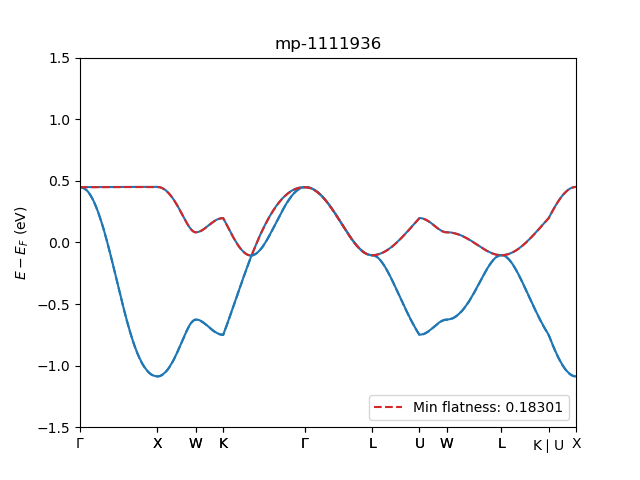 mp-1111936
1.5
1.0
0.5
0.0
−0.5
−1.0
−1.5
E − E_F (eV)
Min flatness: 0.18301
Γ X W K Γ L U W L K | U X